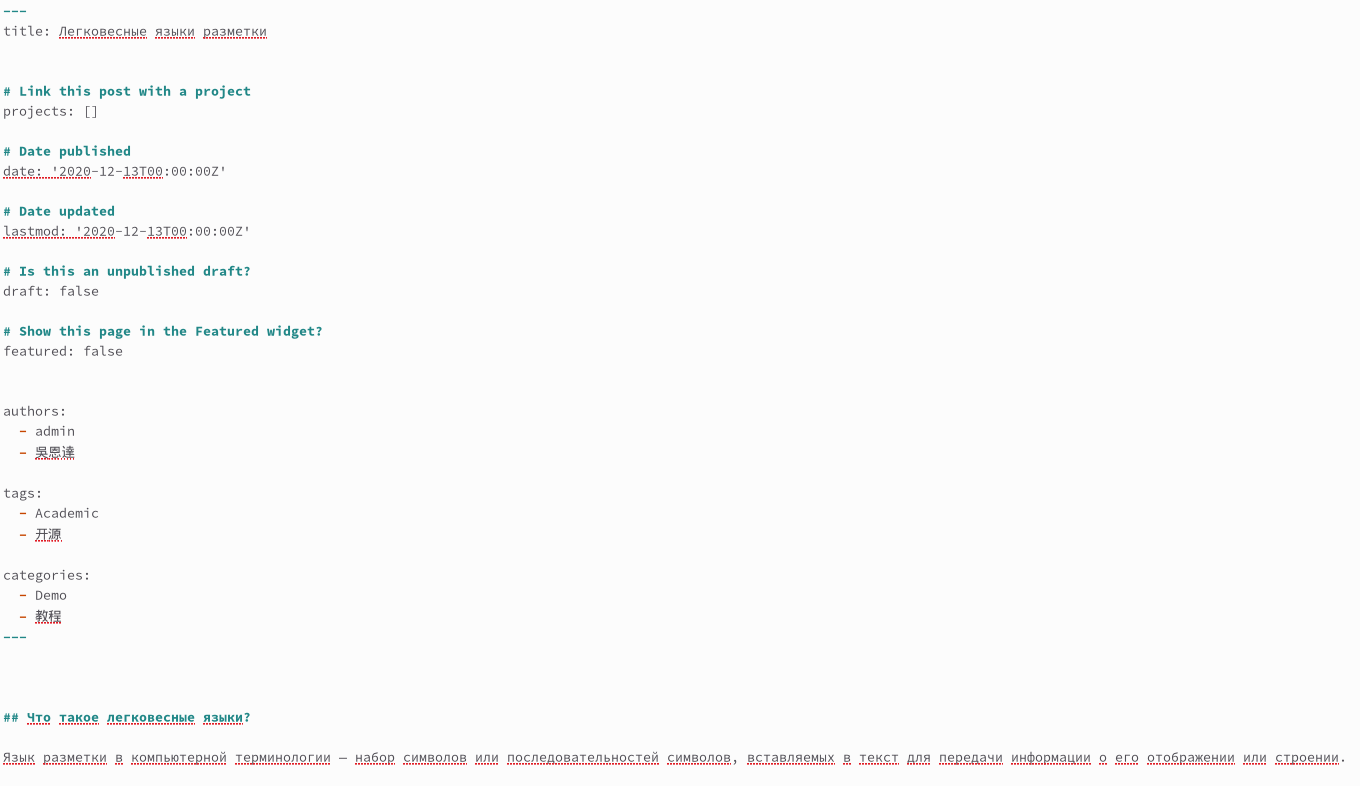 ---
title: Легковесные языки разметки
# Link this post with a project
projects: []
# Date published
date: '2020-12-13T00:00:00Z'
# Date updated
lastmod: '2020-12-13T00:00:00Z'
# Is this an unpublished draft?
draft: false
# Show this page in the Featured widget?
featured: false
authors:
  - admin
  - 吳恩達
tags:
  - Academic
  - 开源
categories:
  - Demo
  - 教程
---
## Что такое легковесные языки?
Язык разметки в компьютерной терминологии — набор символов или последовательностей символов, вставляемых в текст для передачи информации о его отображении или строении.